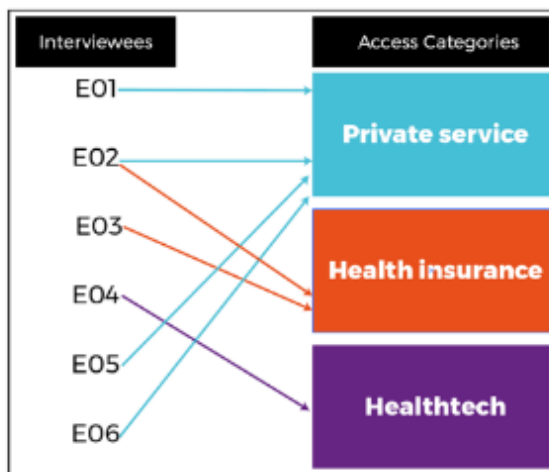 Interviewees
Access Categories
E01
E02
E03
E04
E05
E06
Private service
Health insurance
Healthtech